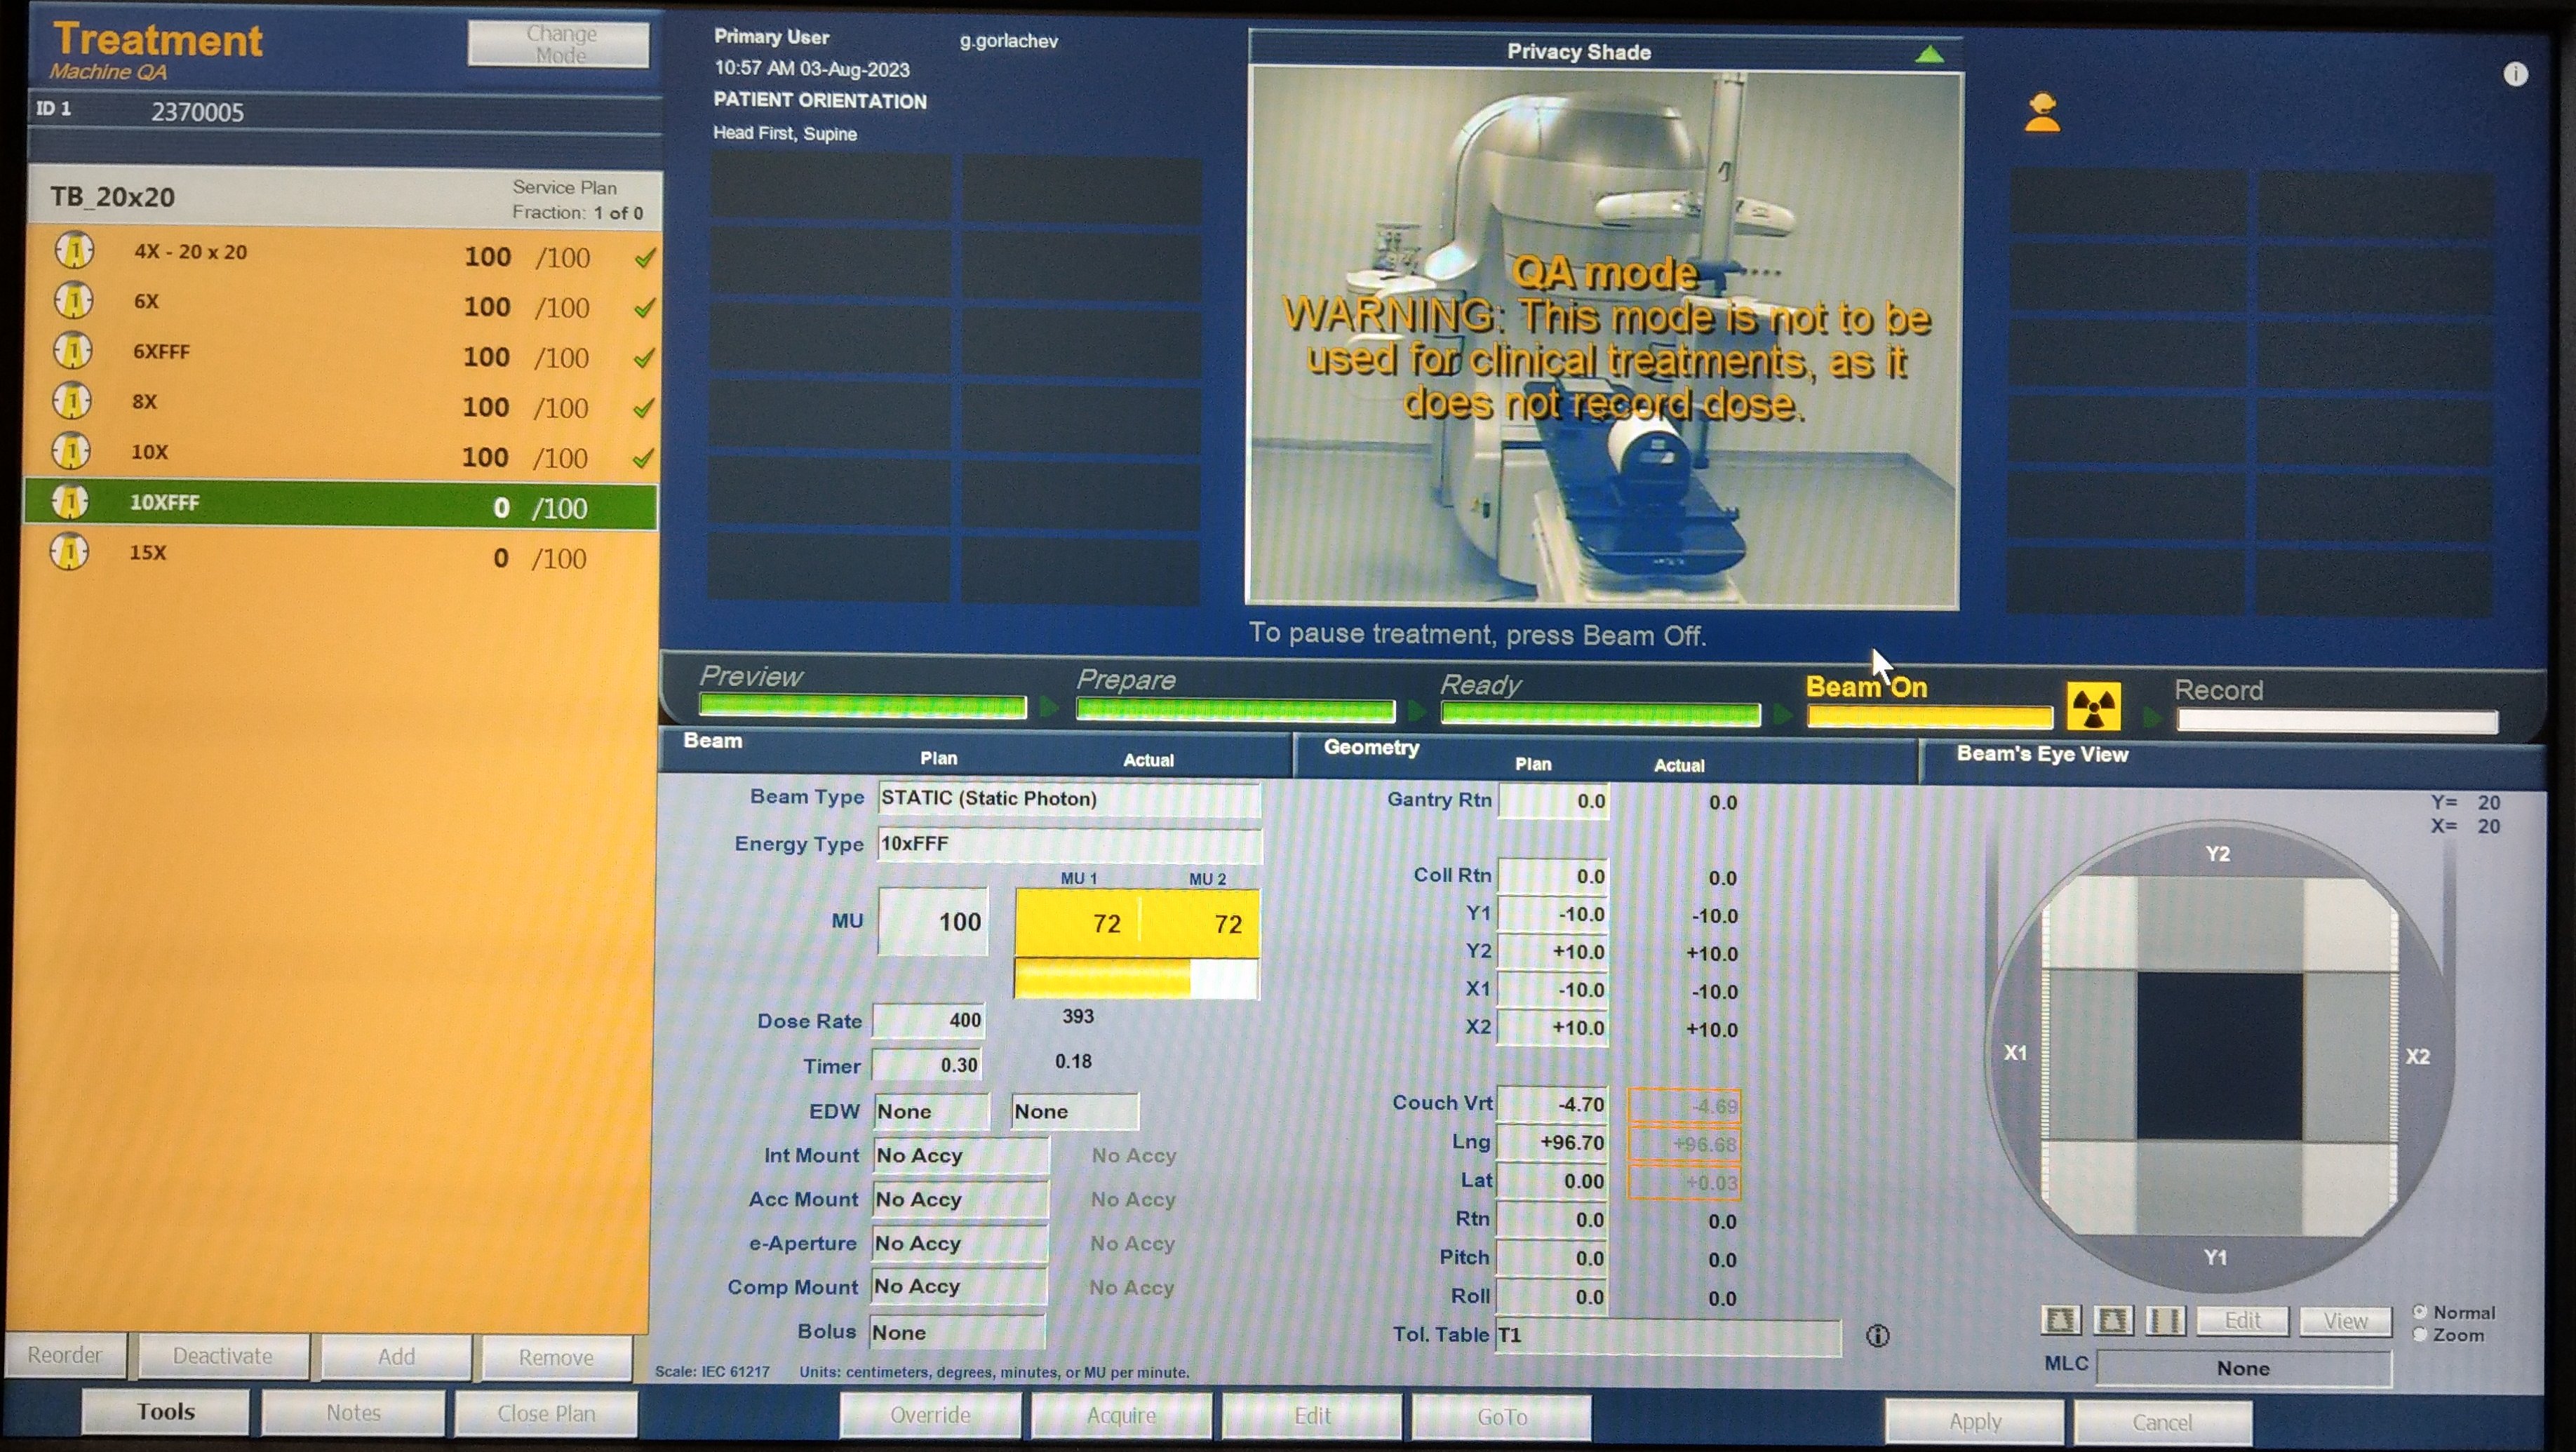 Treatment
Machine QA
Change Mode
ID 1 2370005
TB_20x20
Service Plan
Fraction: 1 of 0
1 4X - 20 x 20 100 /100
1 6X 100 /100
1 6XFFF 100 /100
1 8X 100 /100
1 10X 100 /100
1 10XFFF 0 /100
1 15X 0 /100
Reorder Deactivate Add Remove
Tools Notes Close Plan
Primary User g.gorlachev
10:57 AM 03-Aug-2023
PATIENT ORIENTATION
Head First, Supine
Privacy Shade
QA mode
WARNING: This mode is not to be
used for clinical treatments, as it
does not record dose.
i
To pause treatment, press Beam Off.
Preview Prepare Ready Beam On Record
Beam
Plan Actual
Beam Type STATIC (Static Photon)
Energy Type 10xFFF
MU 1 MU 2
MU 100 72 72
Dose Rate 400 393
Timer 0.30 0.18
EDW None None
Int Mount No Accy No Accy
Acc Mount No Accy No Accy
e-Aperture No Accy No Accy
Comp Mount No Accy No Accy
Bolus None
Scale: IEC 61217 Units: centimeters, degrees, minutes, or MU per minute.
Geometry
Plan Actual
Gantry Rtn 0.0 0.0
Coll Rtn 0.0 0.0
Y1 -10.0 -10.0
Y2 +10.0 +10.0
X1 -10.0 -10.0
X2 +10.0 +10.0
Couch Vrt -4.70 -4.69
Lng +96.70 +96.68
Lat 0.00 +0.03
Rtn 0.0 0.0
Pitch 0.0 0.0
Roll 0.0 0.0
Tol. Table T1 i
Beam's Eye View
Y= 20
X= 20
Y2
X1 X2
Y1
Edit View
Normal
Zoom
MLC None
Override Acquire Edit GoTo Apply Cancel